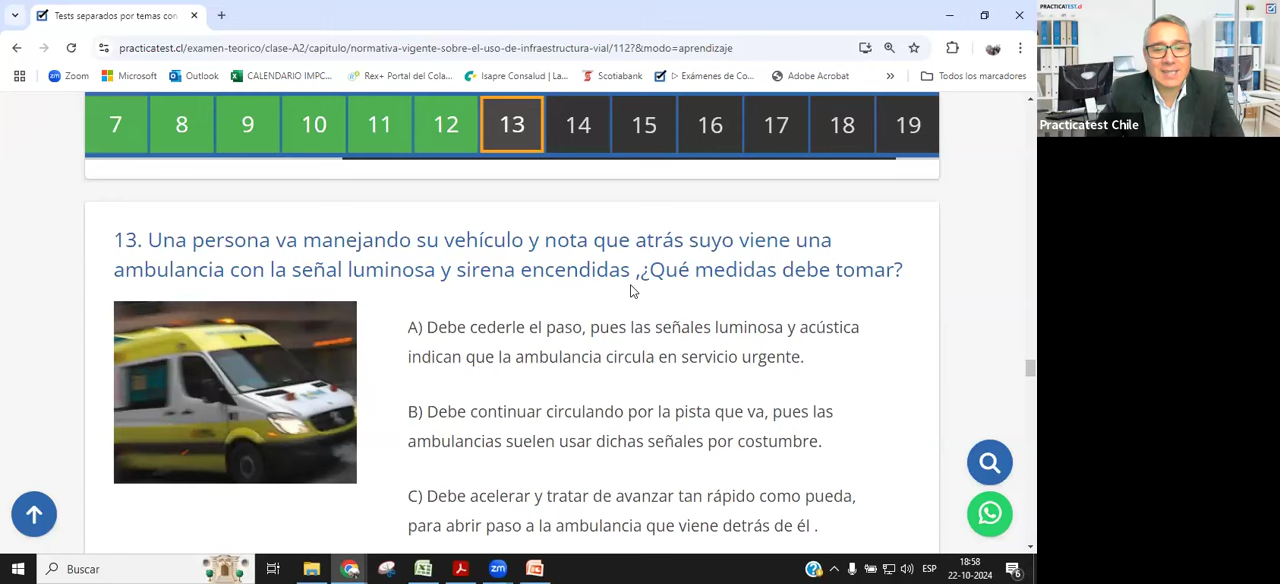 Tests separados por temas con
practicatest.cl/examen-teorico/clase-A2/capitulo/normativa-vigente-sobre-el-uso-de-infraestructura-vial/112?&modo=aprendizaje
Zoom Microsoft Outlook CALENDARIO IMPC... Rex+ Portal del Cola... Isapre Consalud | La... Scotiabank ▷ Exámenes de Co... Adobe Acrobat » Todos los marcadores
PRACTICATEST.cl
Practicatest Chile
7 8 9 10 11 12 13 14 15 16 17 18 19
13. Una persona va manejando su vehículo y nota que atrás suyo viene una
ambulancia con la señal luminosa y sirena encendidas ,¿Qué medidas debe tomar?
A) Debe cederle el paso, pues las señales luminosa y acústica
indican que la ambulancia circula en servicio urgente.
B) Debe continuar circulando por la pista que va, pues las
ambulancias suelen usar dichas señales por costumbre.
C) Debe acelerar y tratar de avanzar tan rápido como pueda,
para abrir paso a la ambulancia que viene detrás de él .
Buscar
ESP
18:58
22-10-2024
6